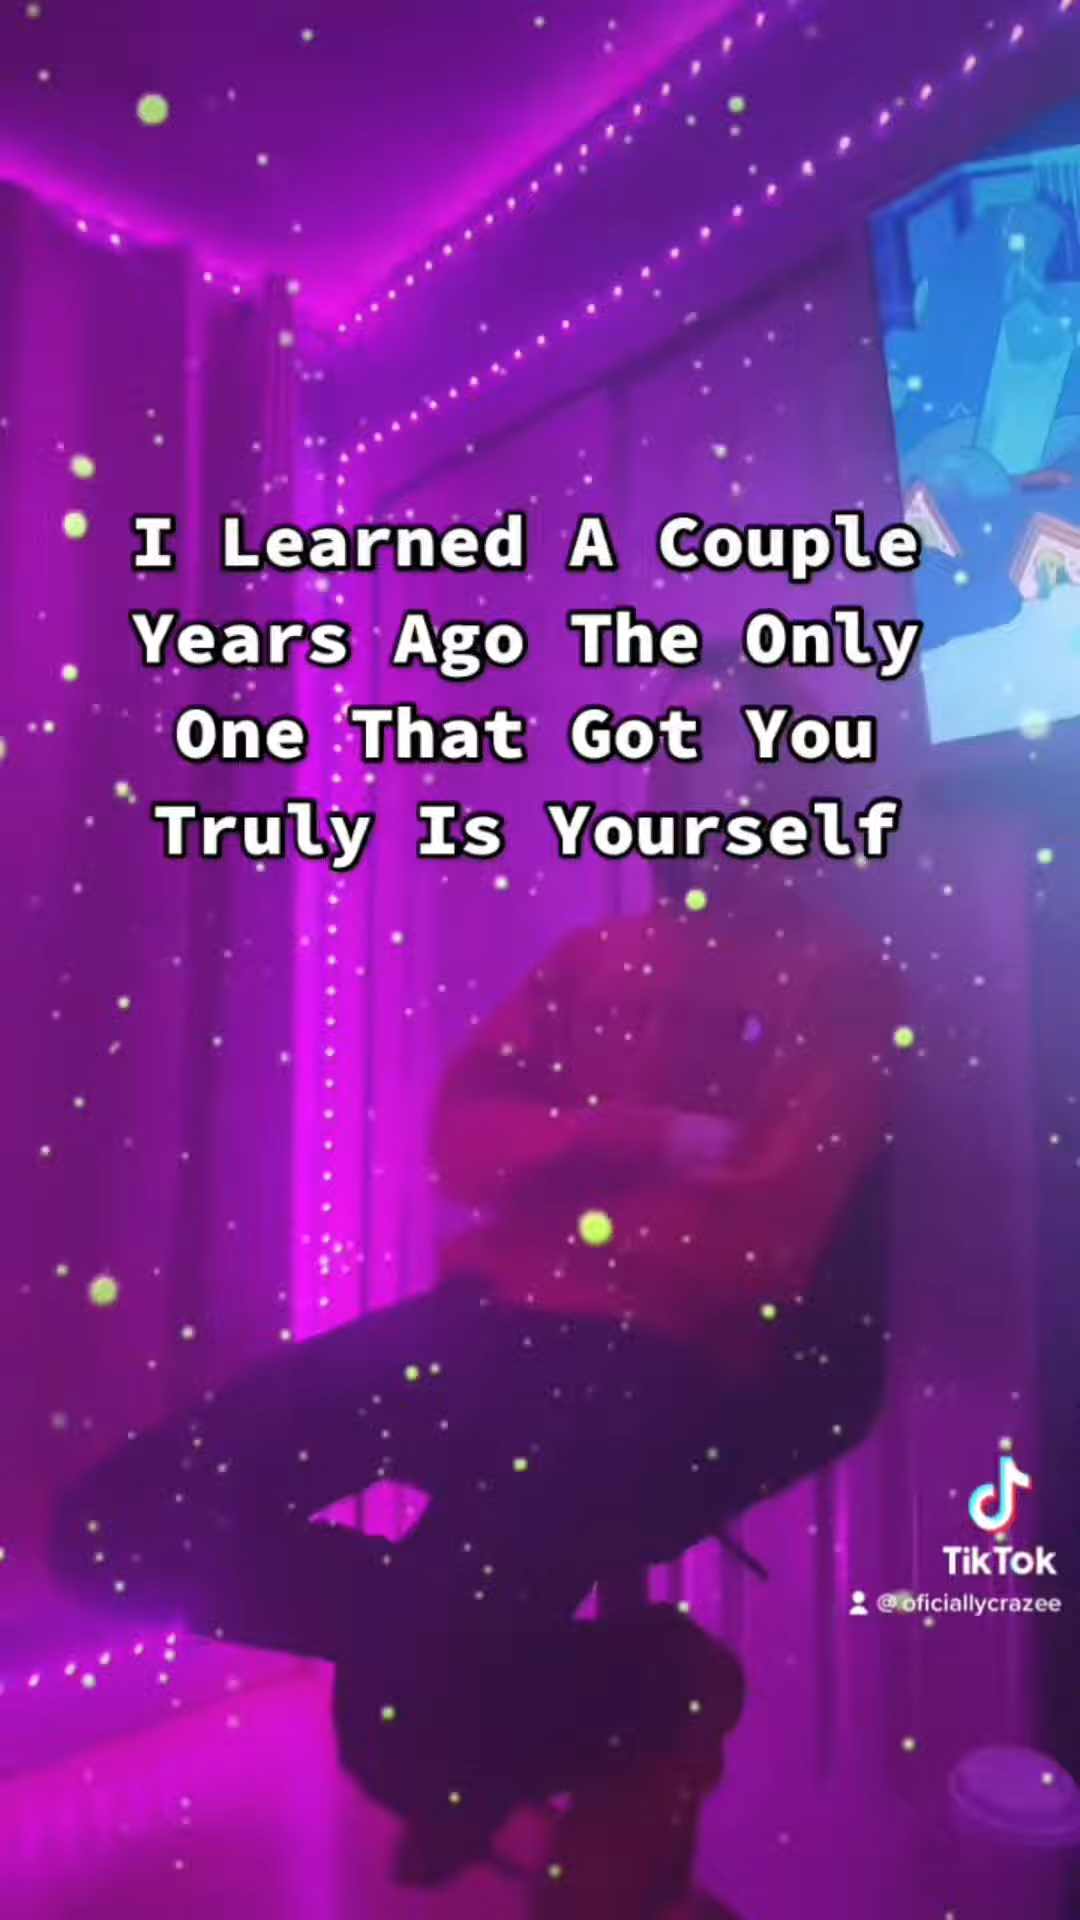 I Learned A Couple
Years Ago The Only
One That Got You
Truly Is Yourself
TikTok
@oficiallycrazee